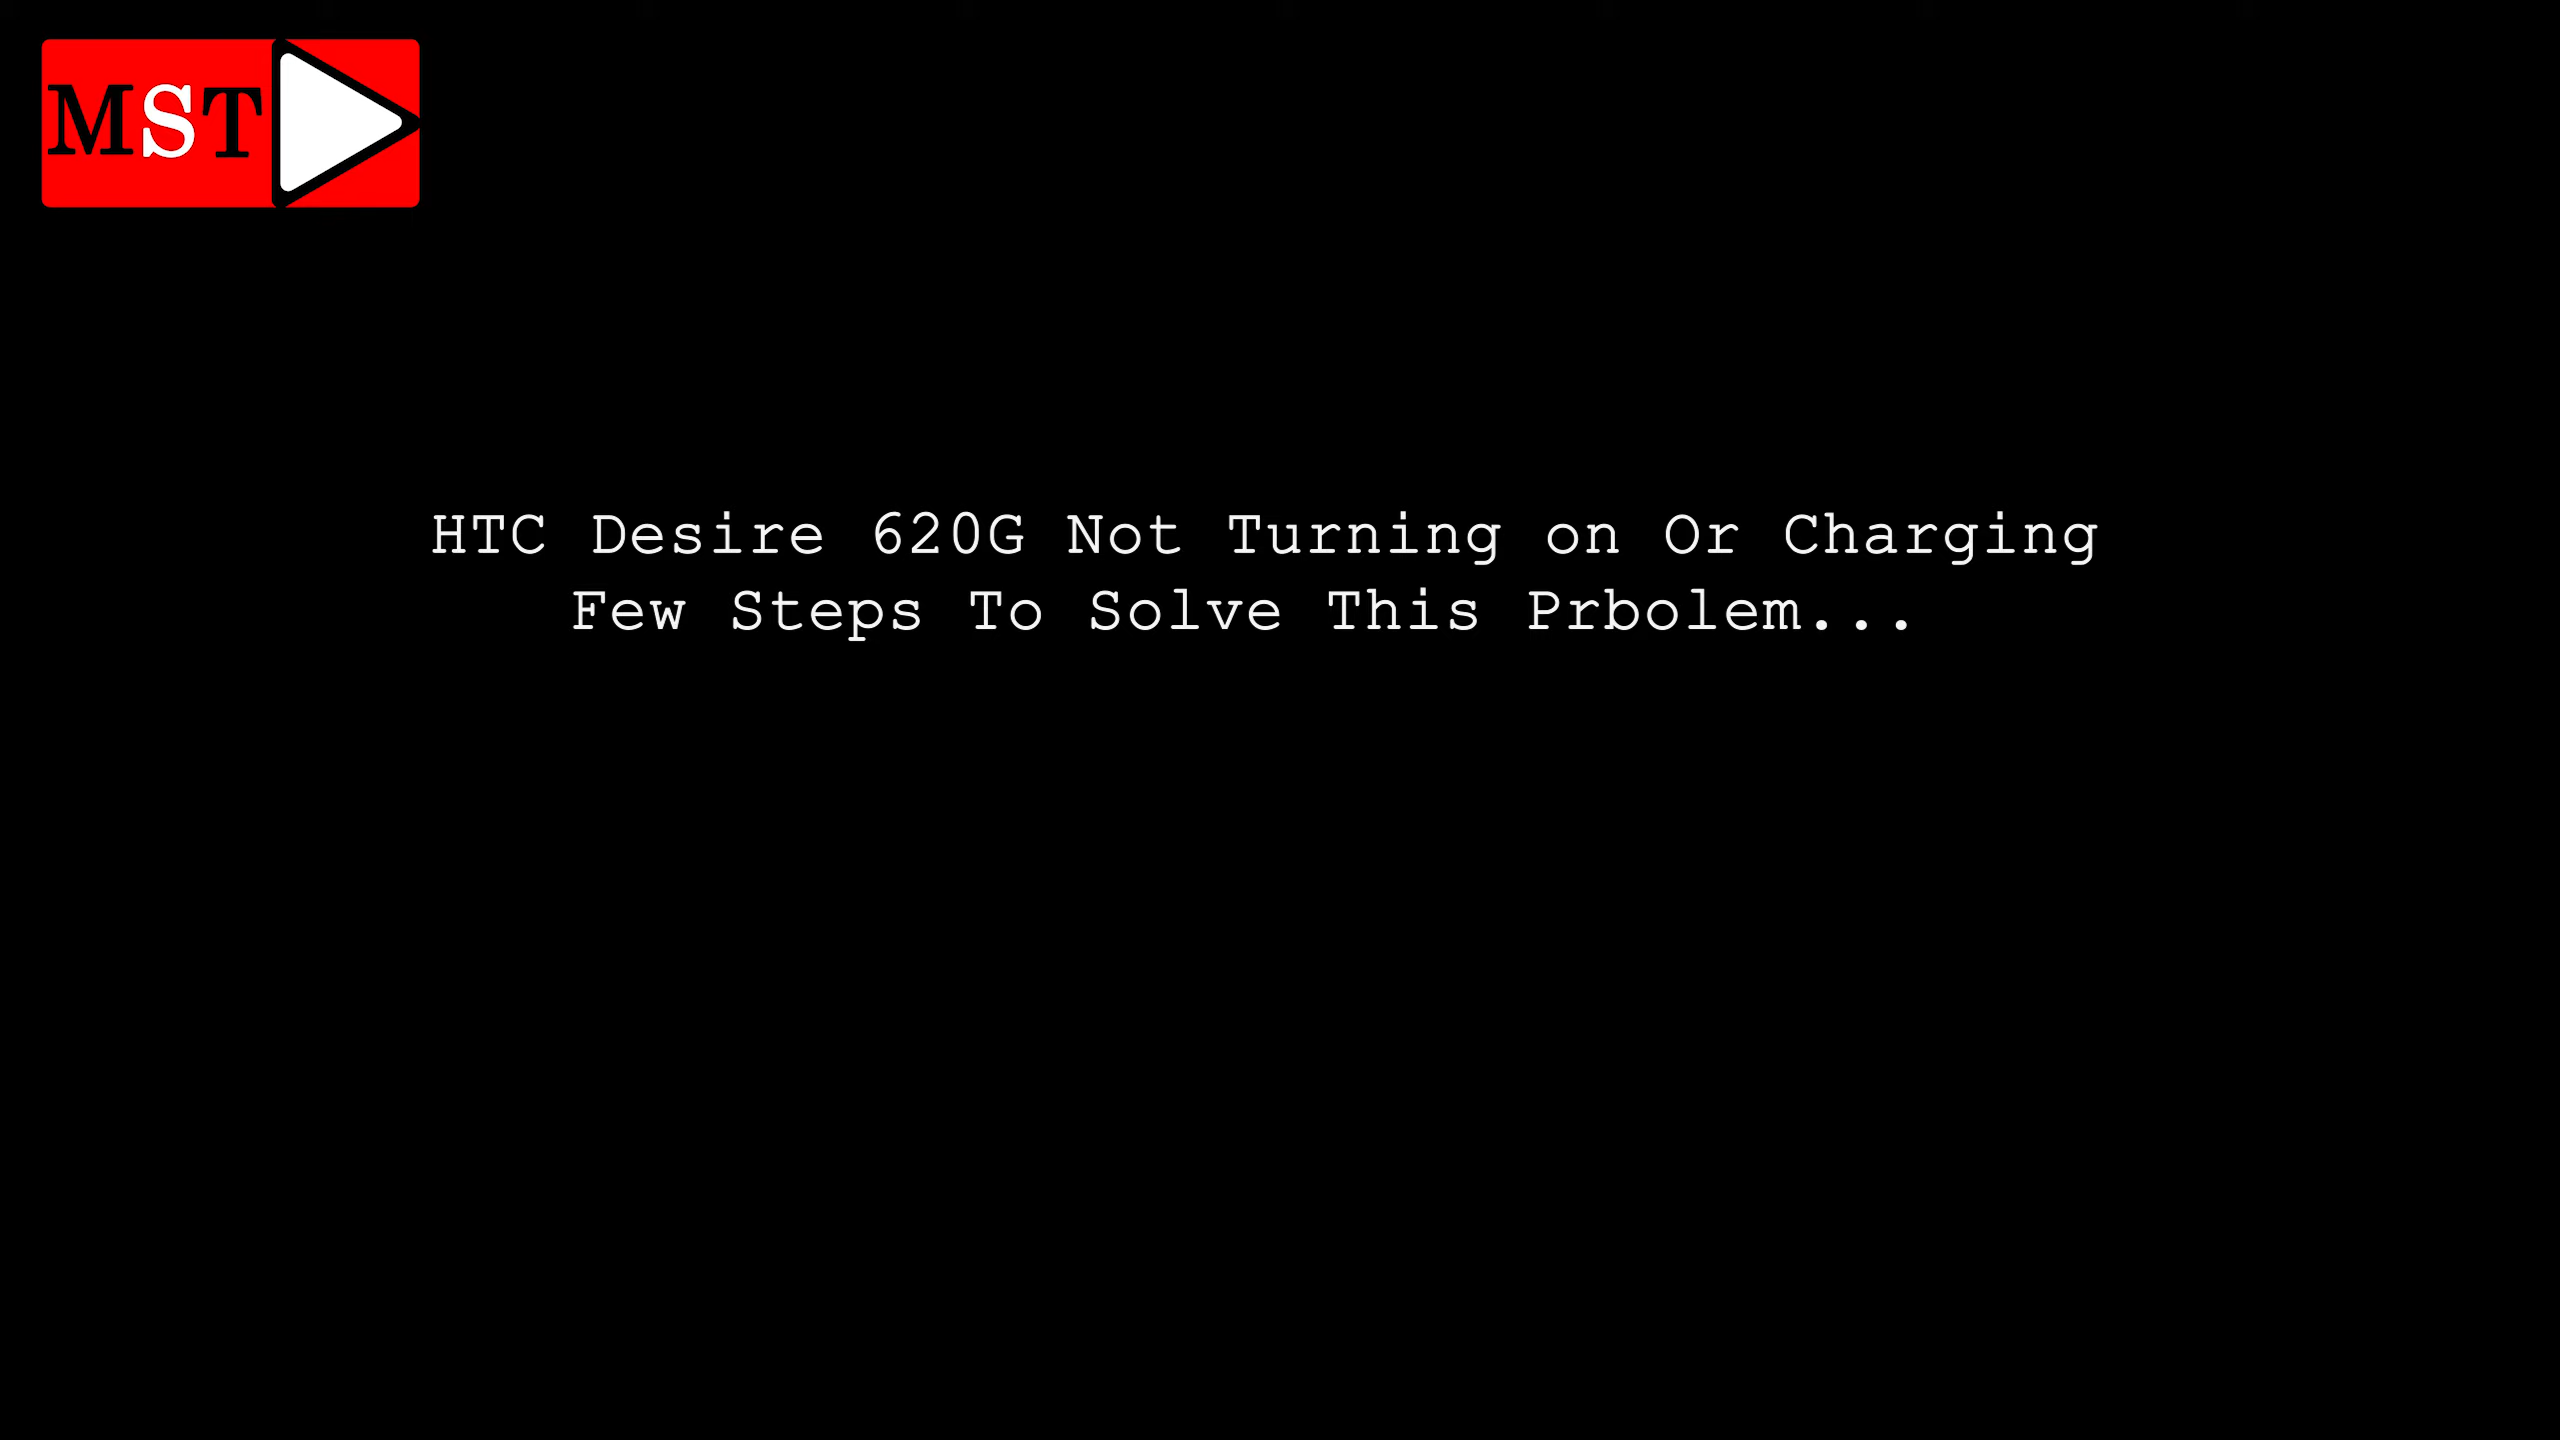 MST
HTC Desire 620G Not Turning on Or Charging
Few Steps To Solve This Prbolem...